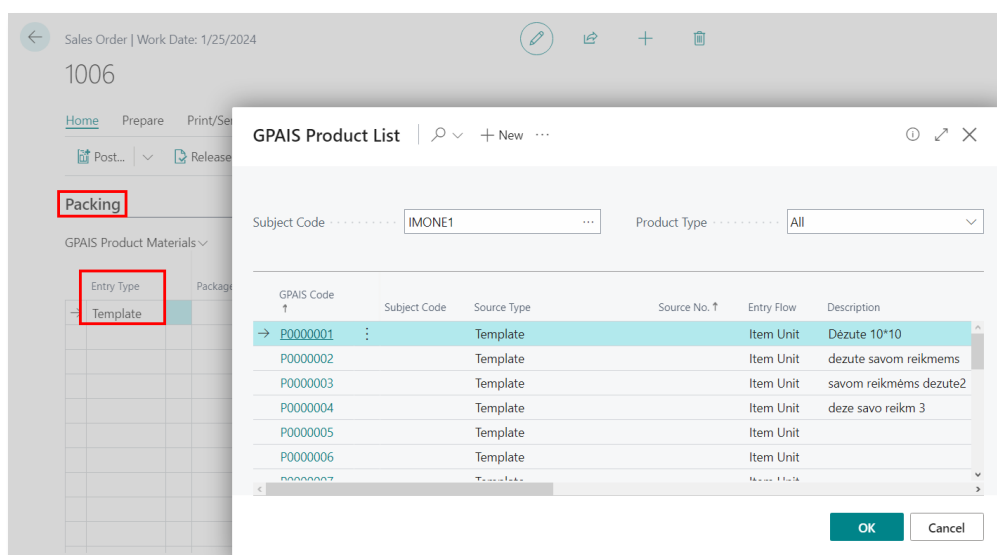 Sales Order | Work Date: 1/25/2024
1006
Home Prepare Print/Se
Post... Release
Packing
GPAIS Product Materials
Entry Type Package
Template
GPAIS Product List + New ...
Subject Code IMONE1 ... Product Type All
GPAIS Code ↑ Subject Code Source Type Source No. ↑ Entry Flow Description
P0000001 Template Item Unit Dėzute 10*10
P0000002 Template Item Unit dezute savom reikmems
P0000003 Template Item Unit savom reikmėms dezute2
P0000004 Template Item Unit deze savo reikm 3
P0000005 Template Item Unit
P0000006 Template Item Unit
P0000007 Template Item Unit
OK Cancel